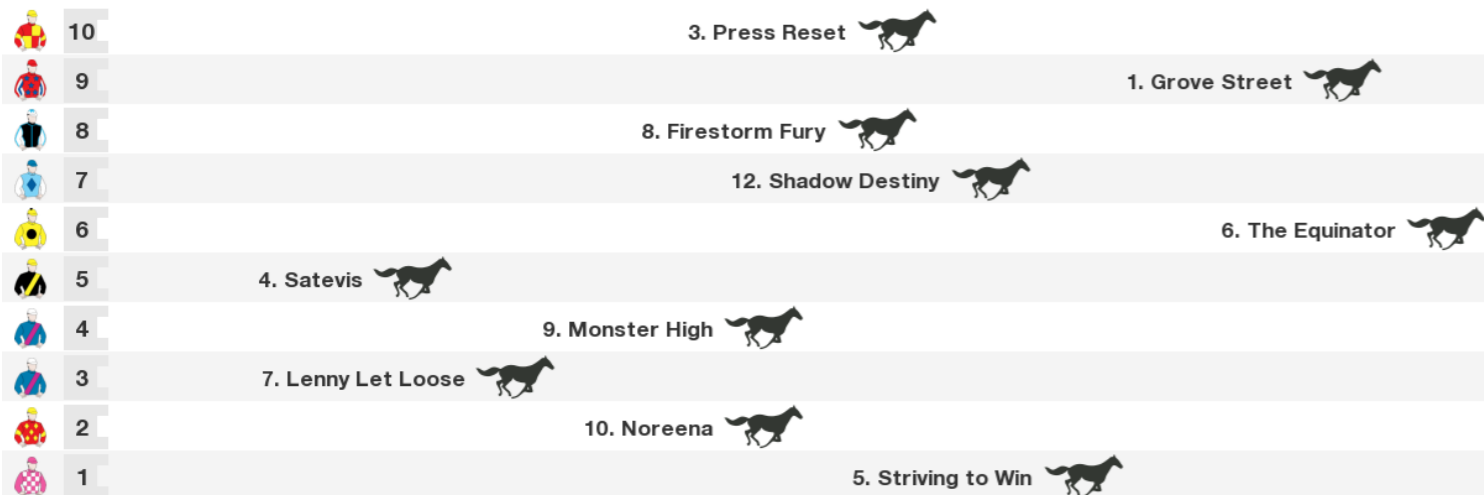 10 3. Press Reset
9 1. Grove Street
8 8. Firestorm Fury
7 12. Shadow Destiny
6 6. The Equinator
5 4. Satevis
4 9. Monster High
3 7. Lenny Let Loose
2 10. Noreena
1 5. Striving to Win